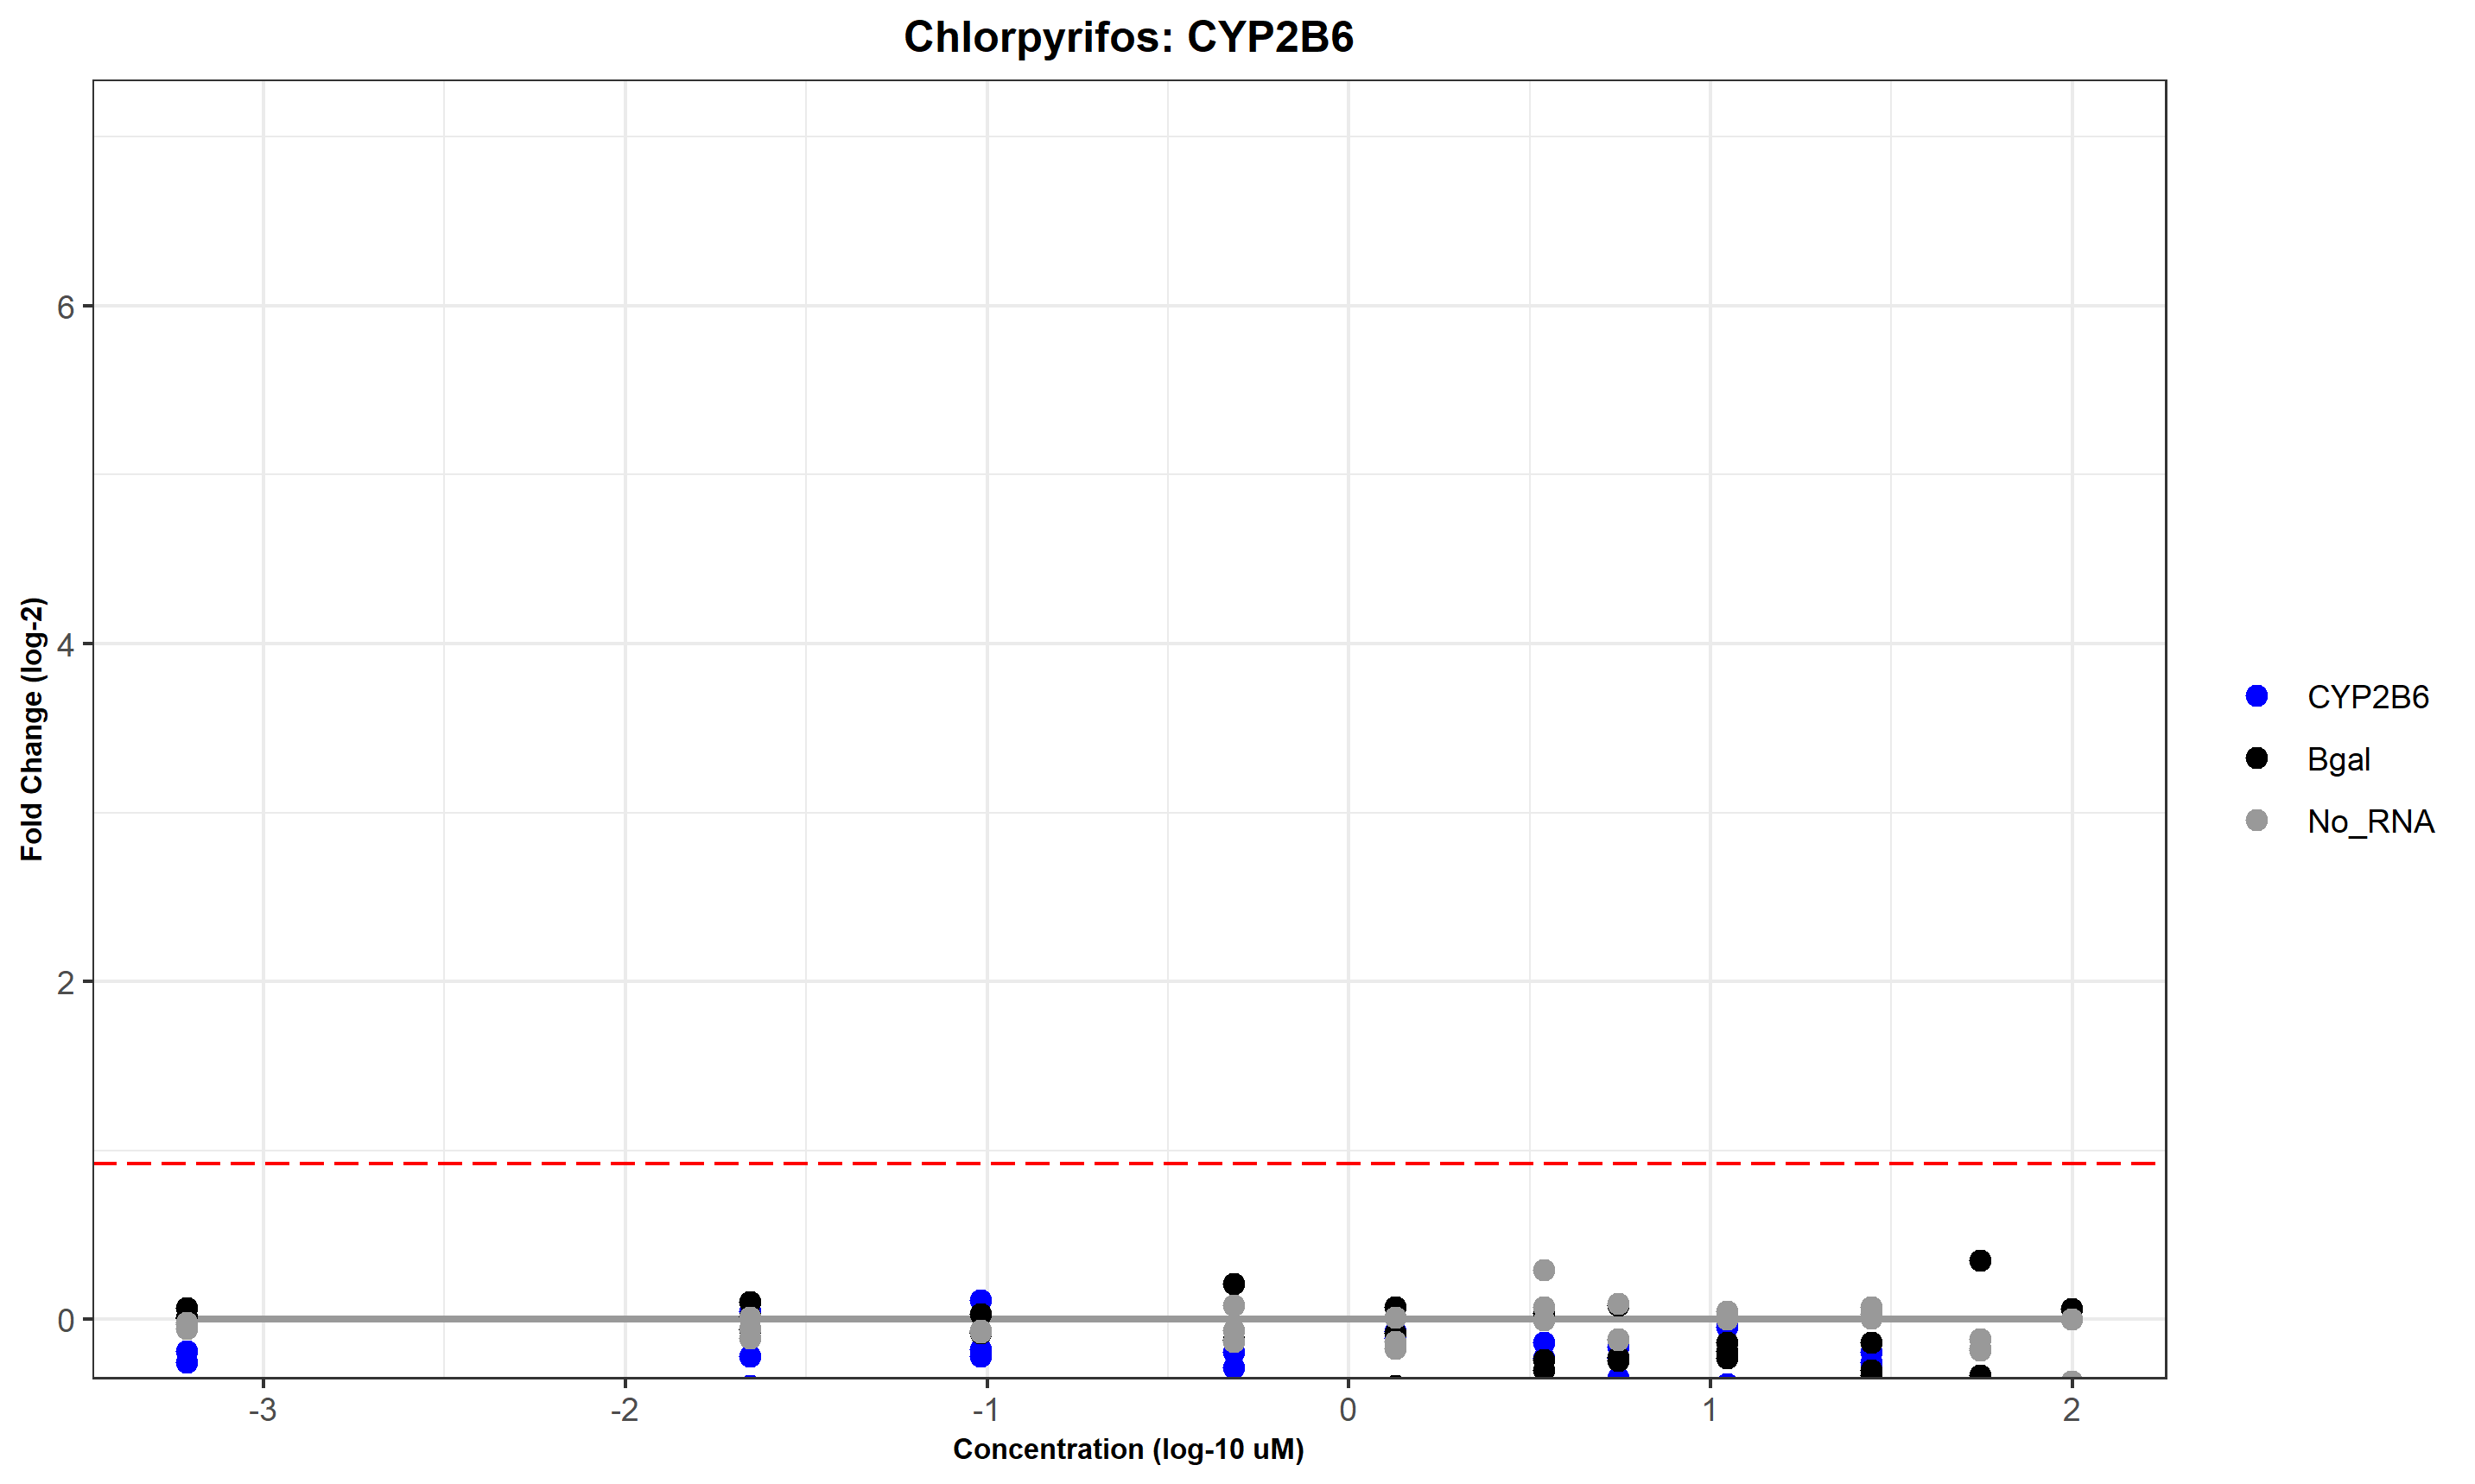 Chlorpyrifos: CYP2B6
Fold Change (log-2)
6
4
2
0
-3
-2
-1
0
1
2
Concentration (log-10 uM)
CYP2B6
Bgal
No_RNA